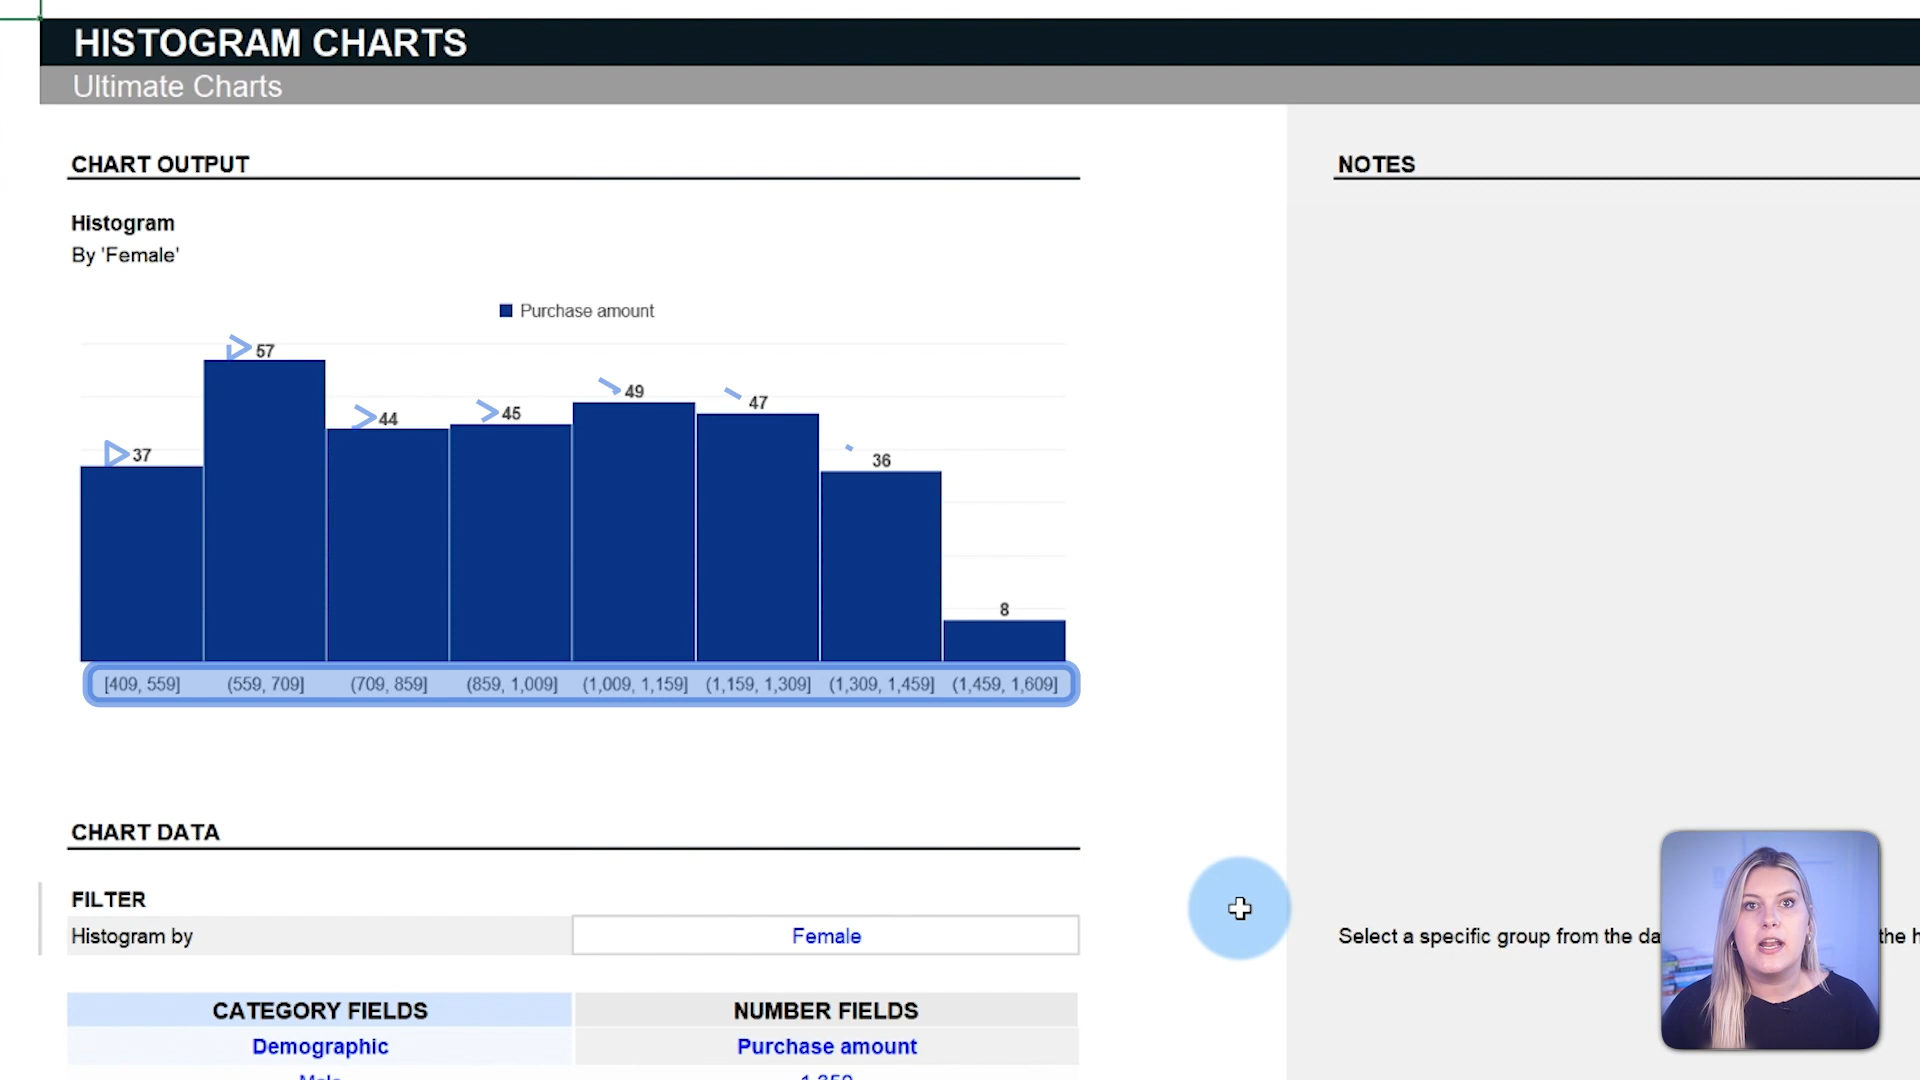 HISTOGRAM CHARTS
Ultimate Charts
CHART OUTPUT
NOTES
Histogram
By 'Female'
Purchase amount
57
49
47
45
44
37
36
8
[409, 559] (559, 709] (709, 859] (859, 1,009] (1,009, 1,159] (1,159, 1,309] (1,309, 1,459] (1,459, 1,609]
CHART DATA
FILTER
Histogram by Female
Select a specific group from the
the
CATEGORY FIELDS NUMBER FIELDS
Demographic Purchase amount